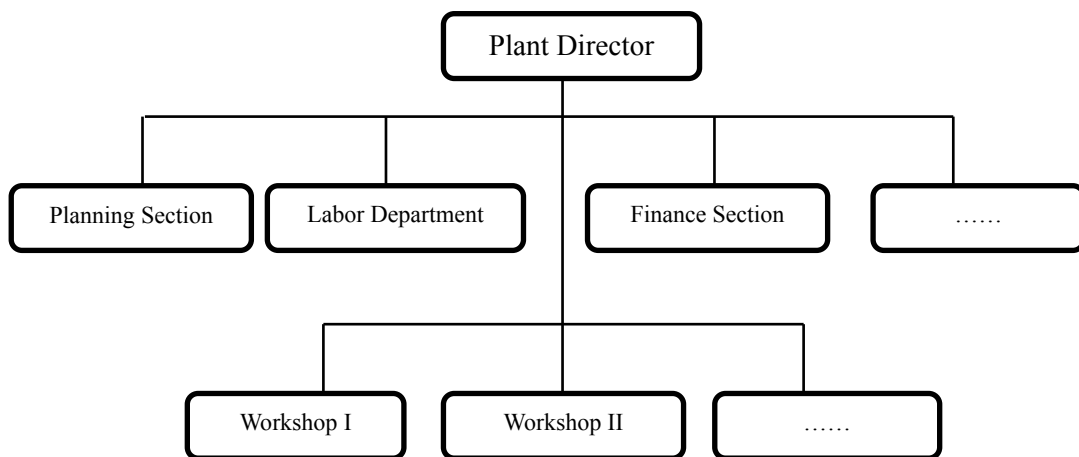 Plant Director
Planning Section
Labor Department
Finance Section
……
Workshop I
Workshop II
……